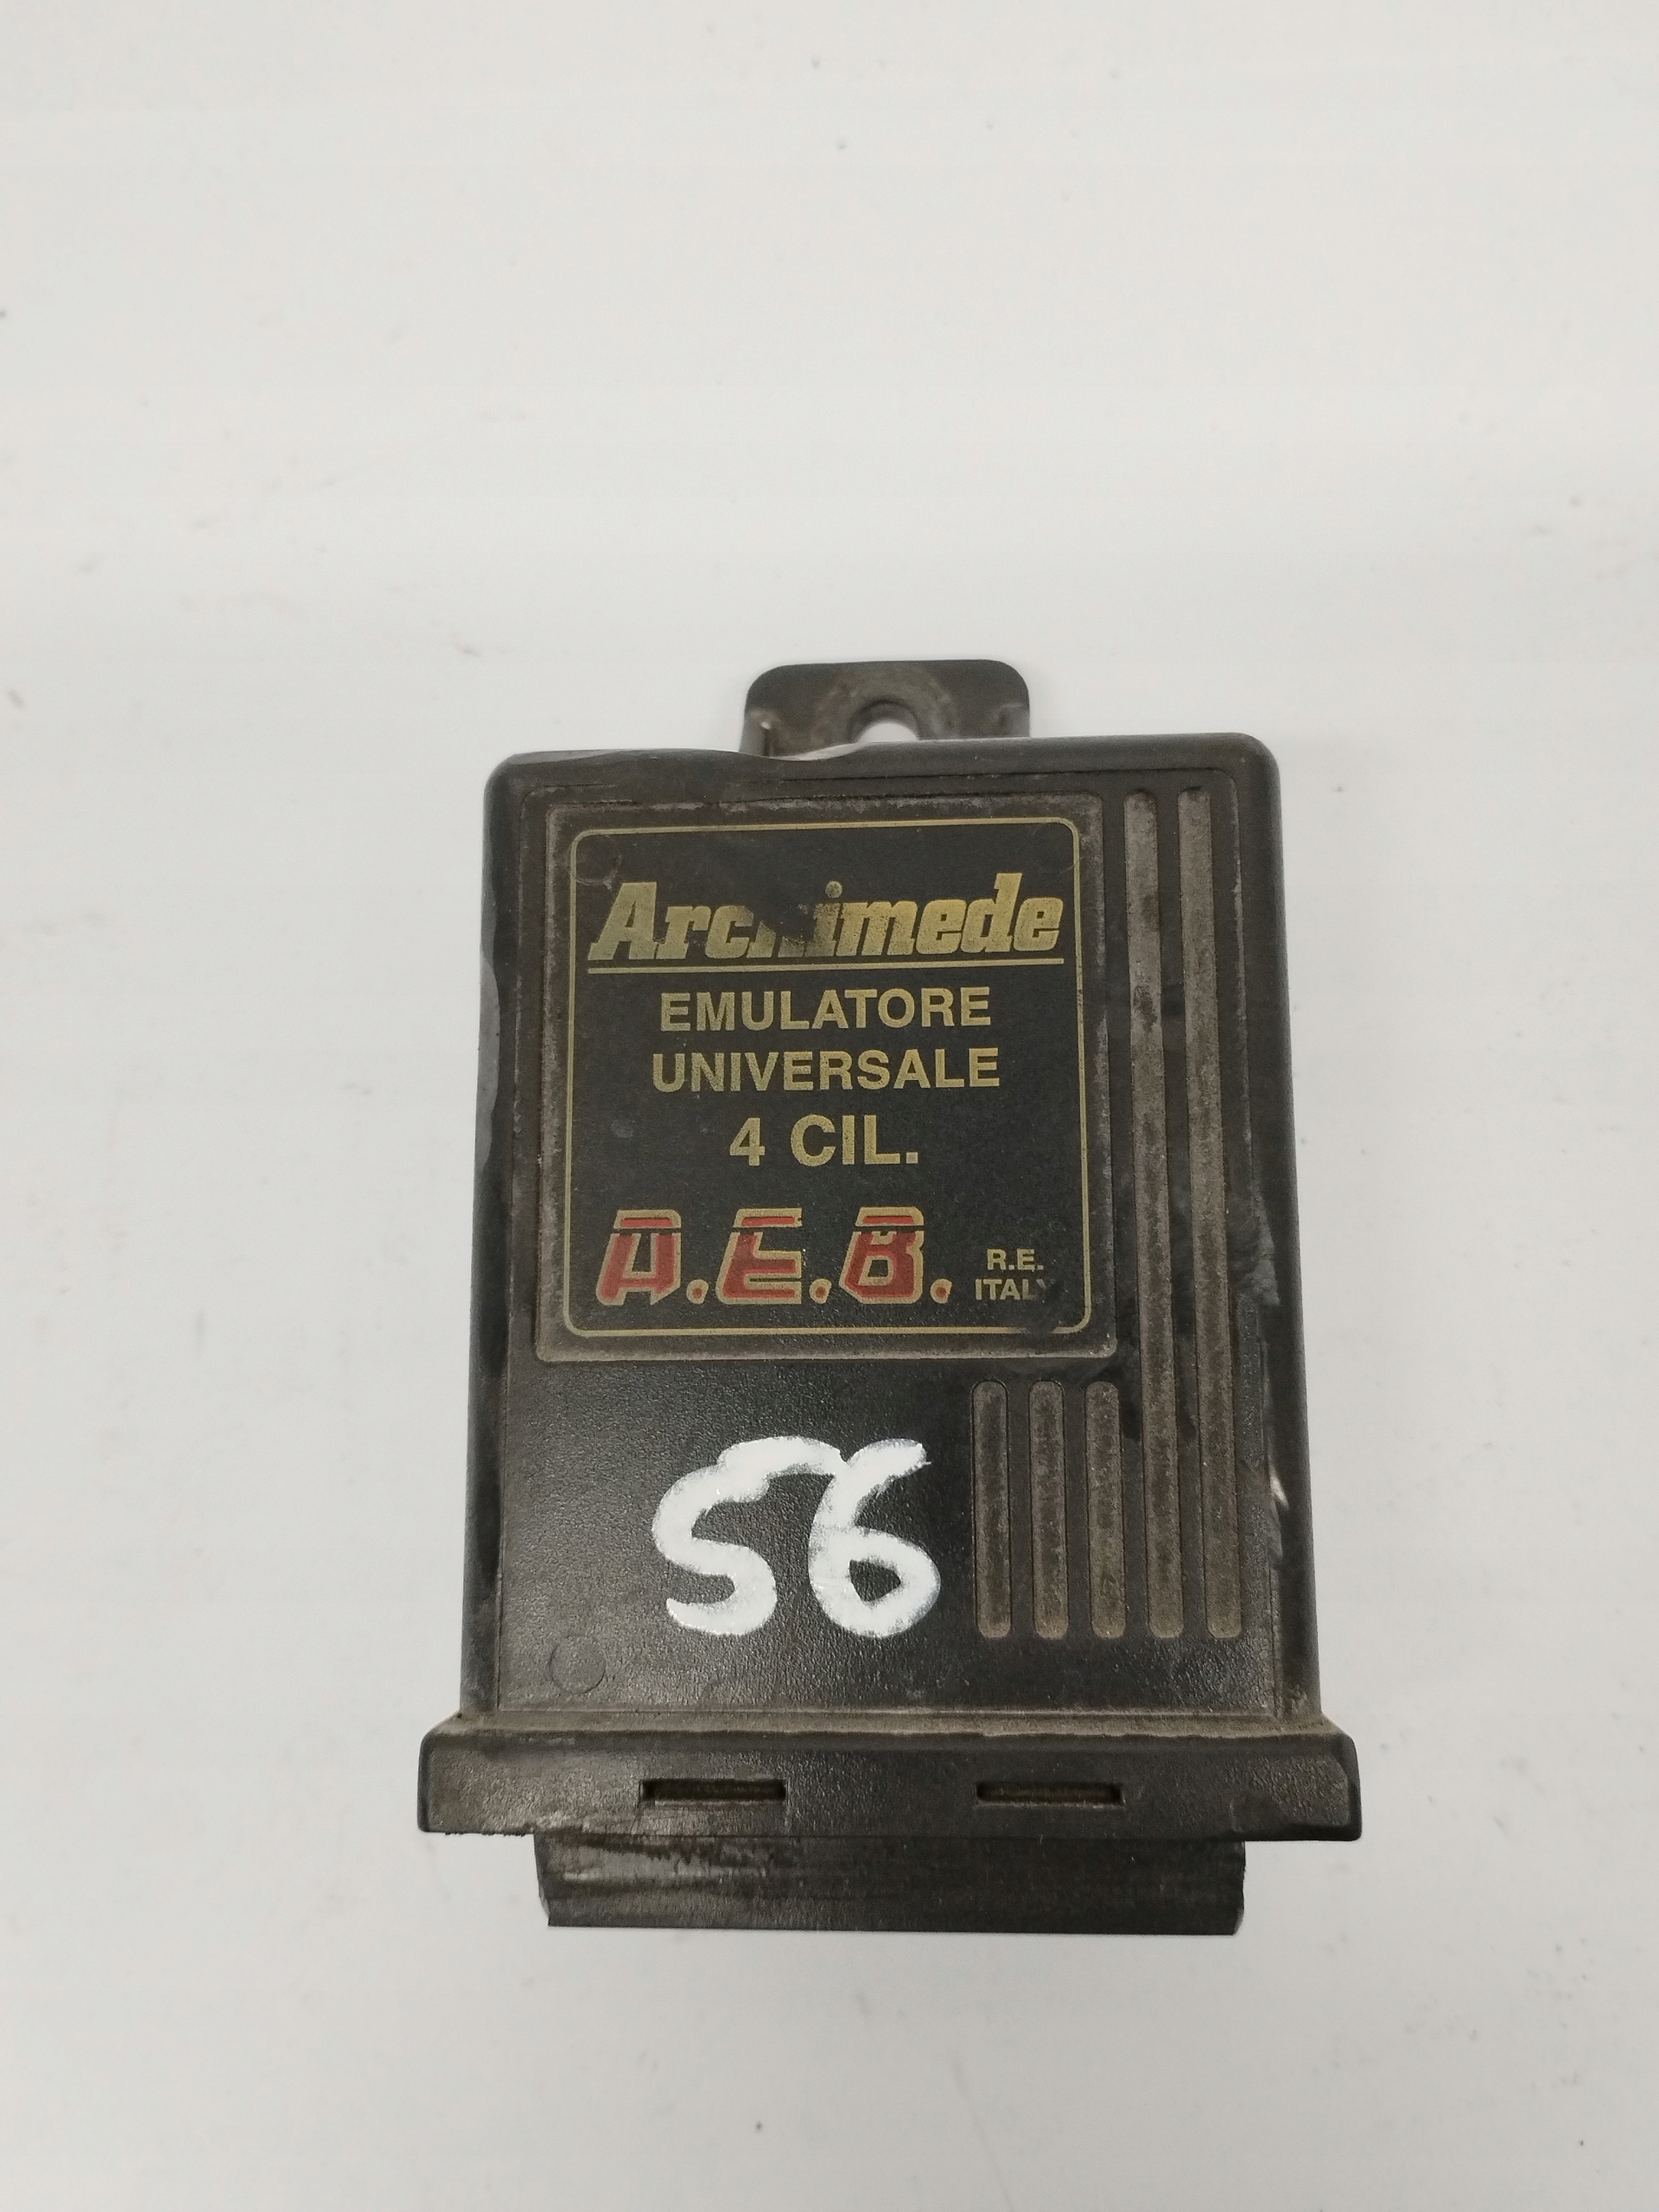 Archimede
EMULATORE
UNIVERSALE
4 CIL.
A.E.B.
R.E.
ITALY
56